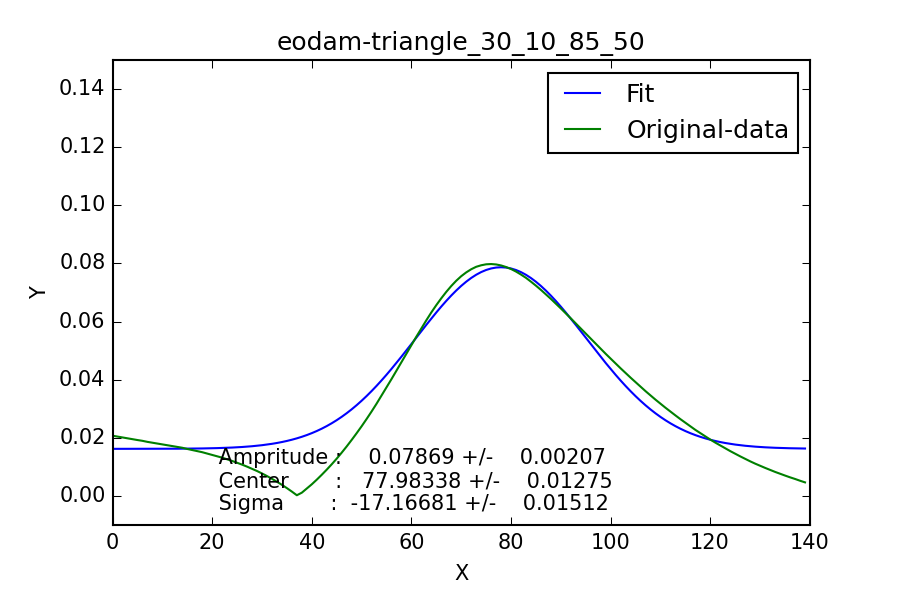 eodam-triangle_30_10_85_50
0.14
0.12
0.10
0.08
0.06
0.04
0.02
0.00
Y
Fit
Original-data
Ampritude : 0.07869 +/- 0.00207
Center : 77.98338 +/- 0.01275
Sigma : -17.16681 +/- 0.01512
0 20 40 60 80 100 120 140
X